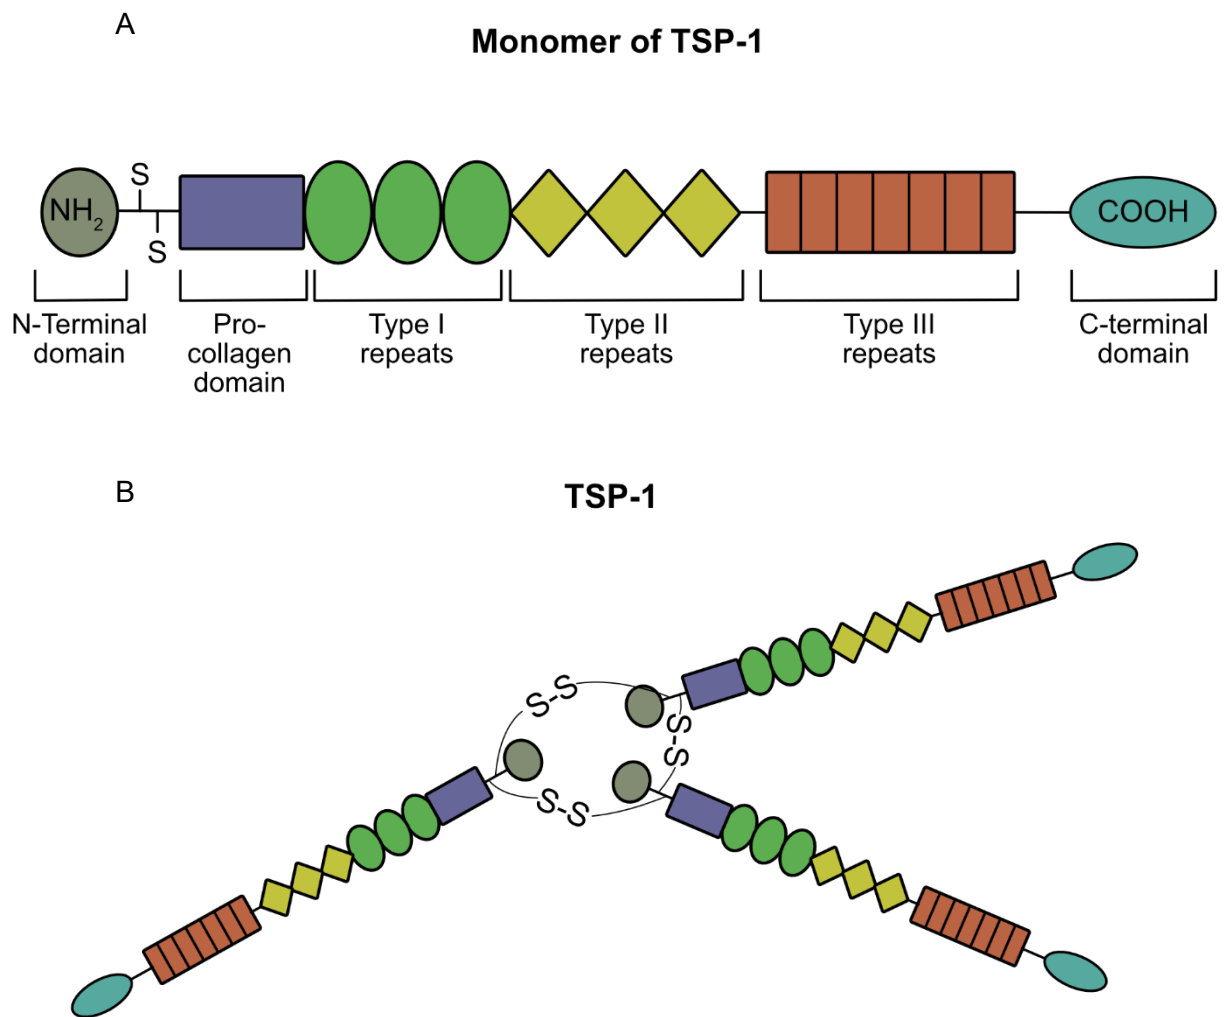 A
Monomer of TSP-1
NH₂
S
S
COOH
N-Terminal
domain
Pro-
collagen
domain
Type I
repeats
Type II
repeats
Type III
repeats
C-terminal
domain
B
TSP-1
S-S
S-S
S-S